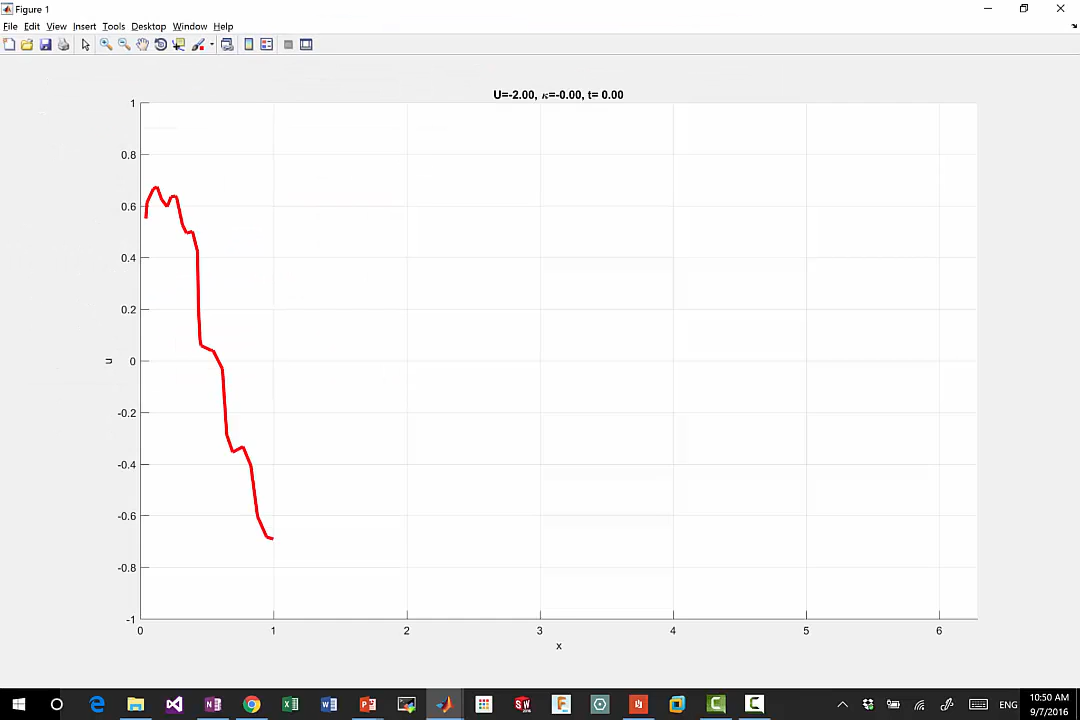 Figure 1
File Edit View Insert Tools Desktop Window Help
U=-2.00, κ=-0.00, t= 0.00
1
0.8
0.6
0.4
0.2
0
-0.2
-0.4
-0.6
-0.8
-1
u
0 1 2 3 4 5 6
x
SW
ENG
10:50 AM
9/7/2016